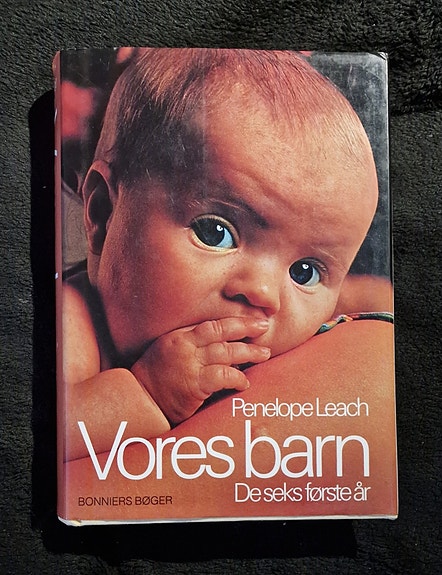 Penelope Leach
Vores barn
De seks første år
BONNIERS BØGER